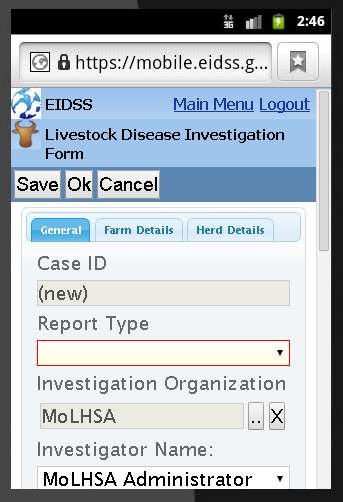 3G 2:46
https://mobile.eidss.g...
EIDSS Main Menu Logout
Livestock Disease Investigation
Form
Save Ok Cancel
General Farm Details Herd Details
Case ID
(new)
Report Type
Investigation Organization
MoLHSA .. X
Investigator Name:
MoLHSA Administrator